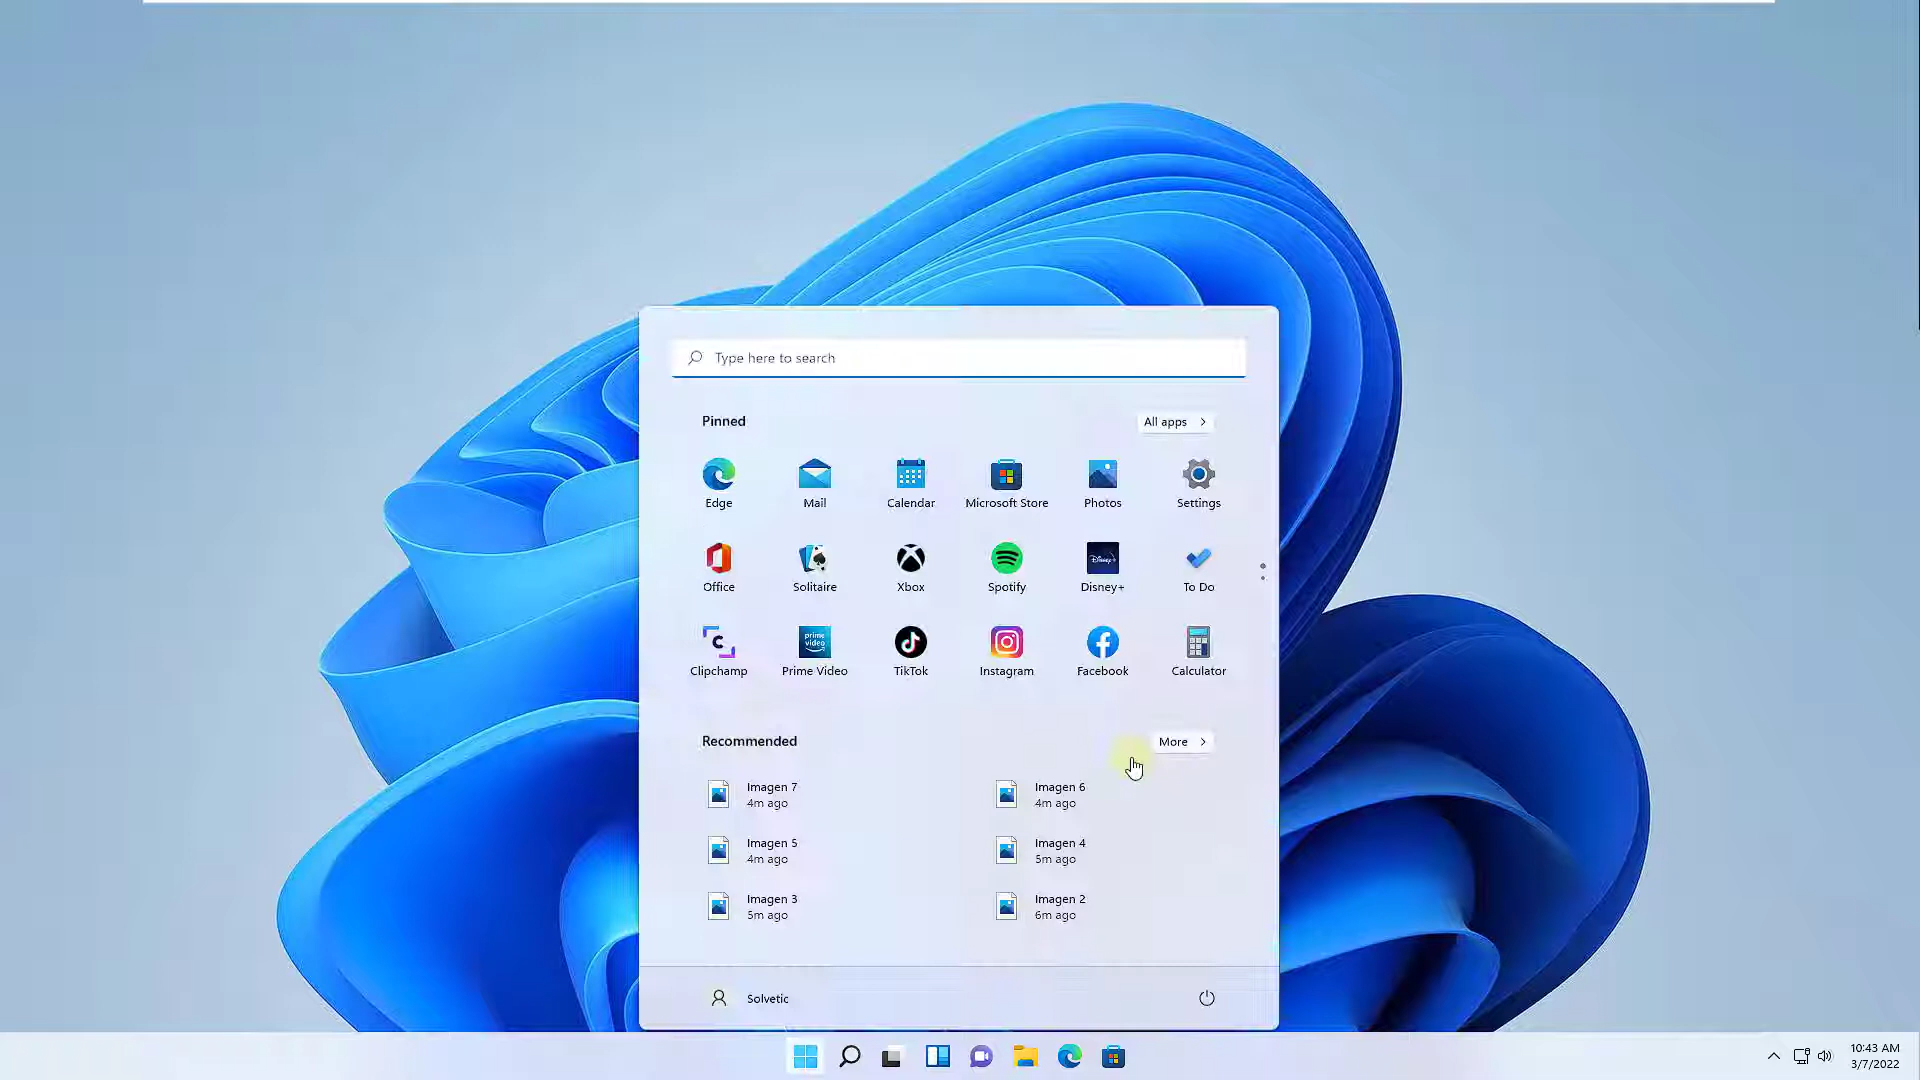 Type here to search
Pinned
All apps
Edge
Mail
Calendar
Microsoft Store
Photos
Settings
Office
Solitaire
Xbox
Spotify
Disney+
Disney+
To Do
C
Clipchamp
prime video
Prime Video
TikTok
Instagram
Facebook
Calculator
Recommended
More
Imagen 7
4m ago
Imagen 6
4m ago
Imagen 5
4m ago
Imagen 4
5m ago
Imagen 3
5m ago
Imagen 2
6m ago
Solvetic
10:43 AM
3/7/2022